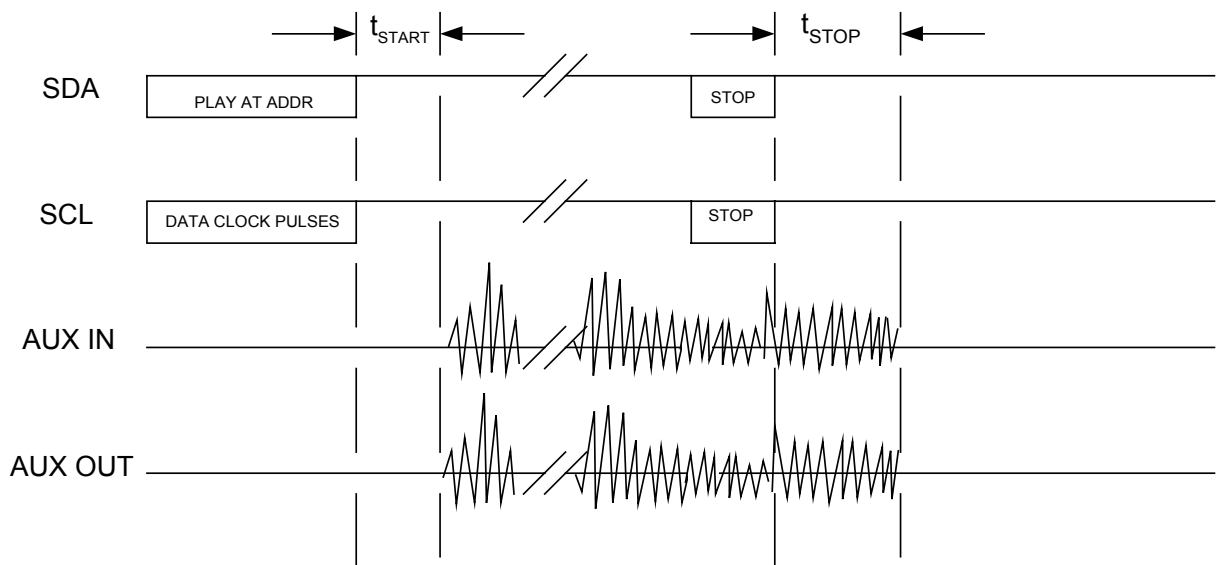 tSTART
tSTOP
SDA
PLAY AT ADDR
STOP
SCL
DATA CLOCK PULSES
STOP
AUX IN
AUX OUT